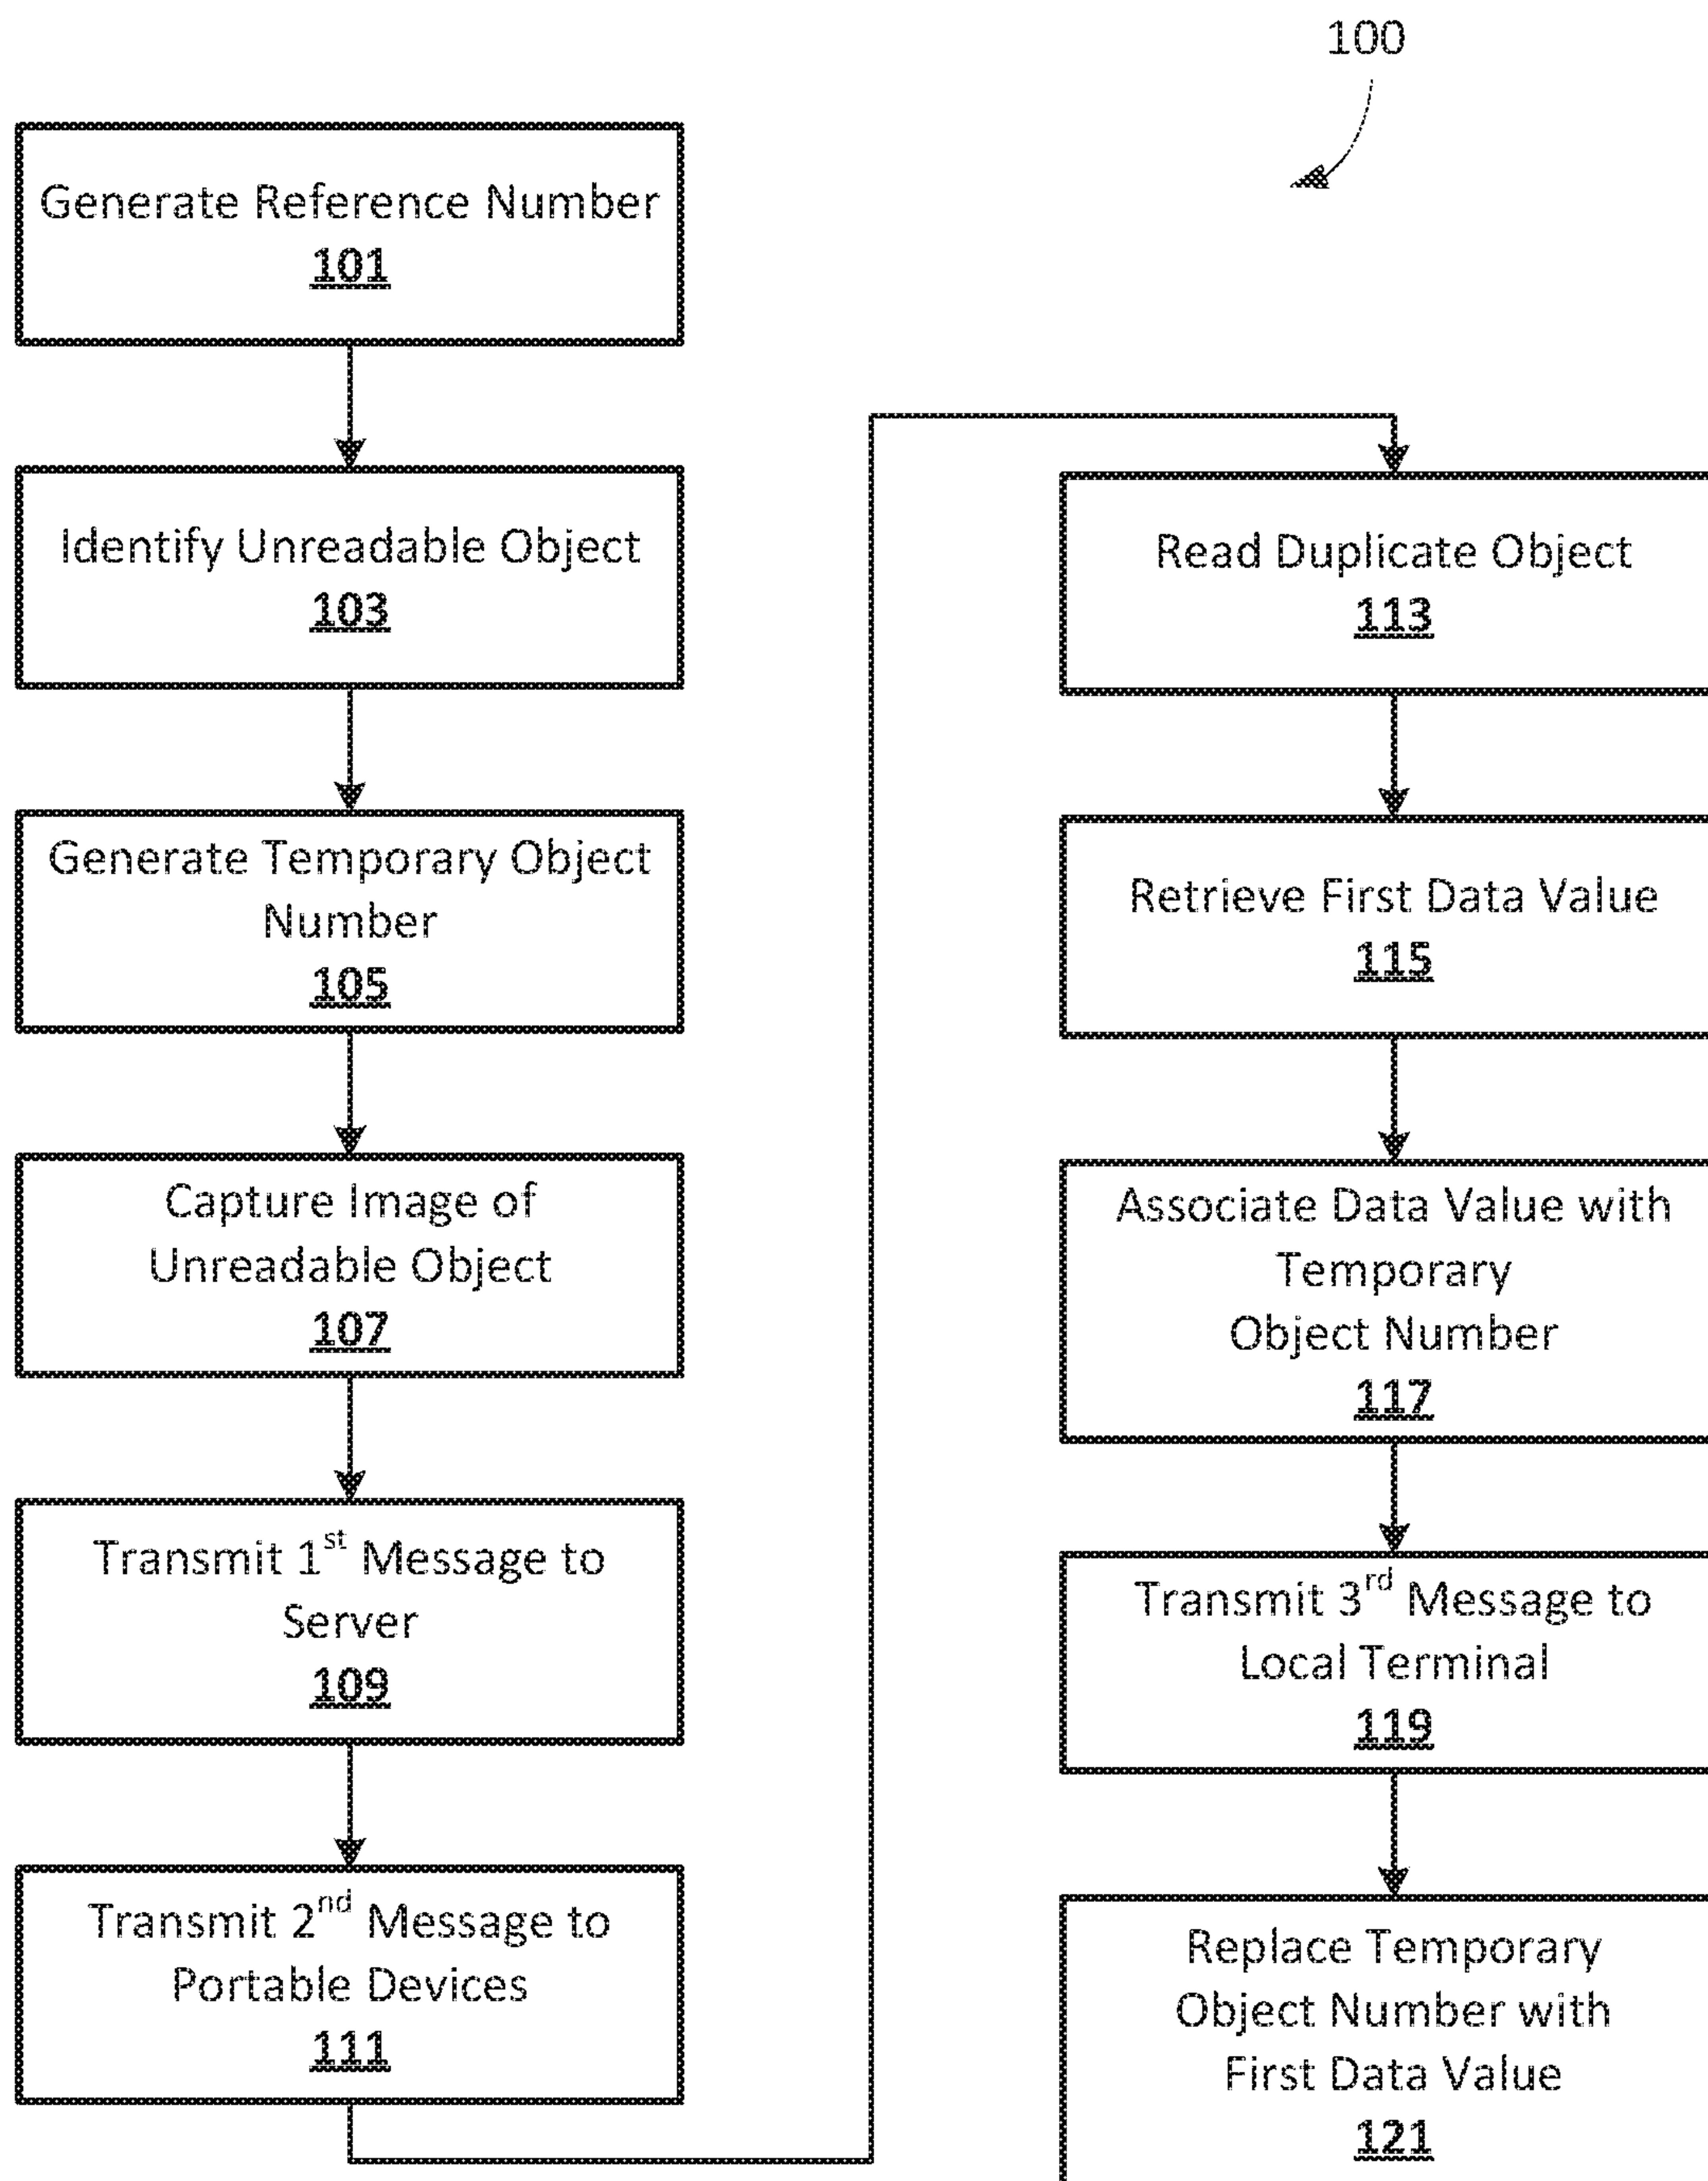 100
Generate Reference Number
101
Identify Unreadable Object
103
Generate Temporary Object
Number
105
Capture Image of
Unreadable Object
107
Transmit 1st Message to
Server
109
Transmit 2nd Message to
Portable Devices
111
Read Duplicate Object
113
Retrieve First Data Value
115
Associate Data Value with
Temporary
Object Number
117
Transmit 3rd Message to
Local Terminal
119
Replace Temporary
Object Number with
First Data Value
121